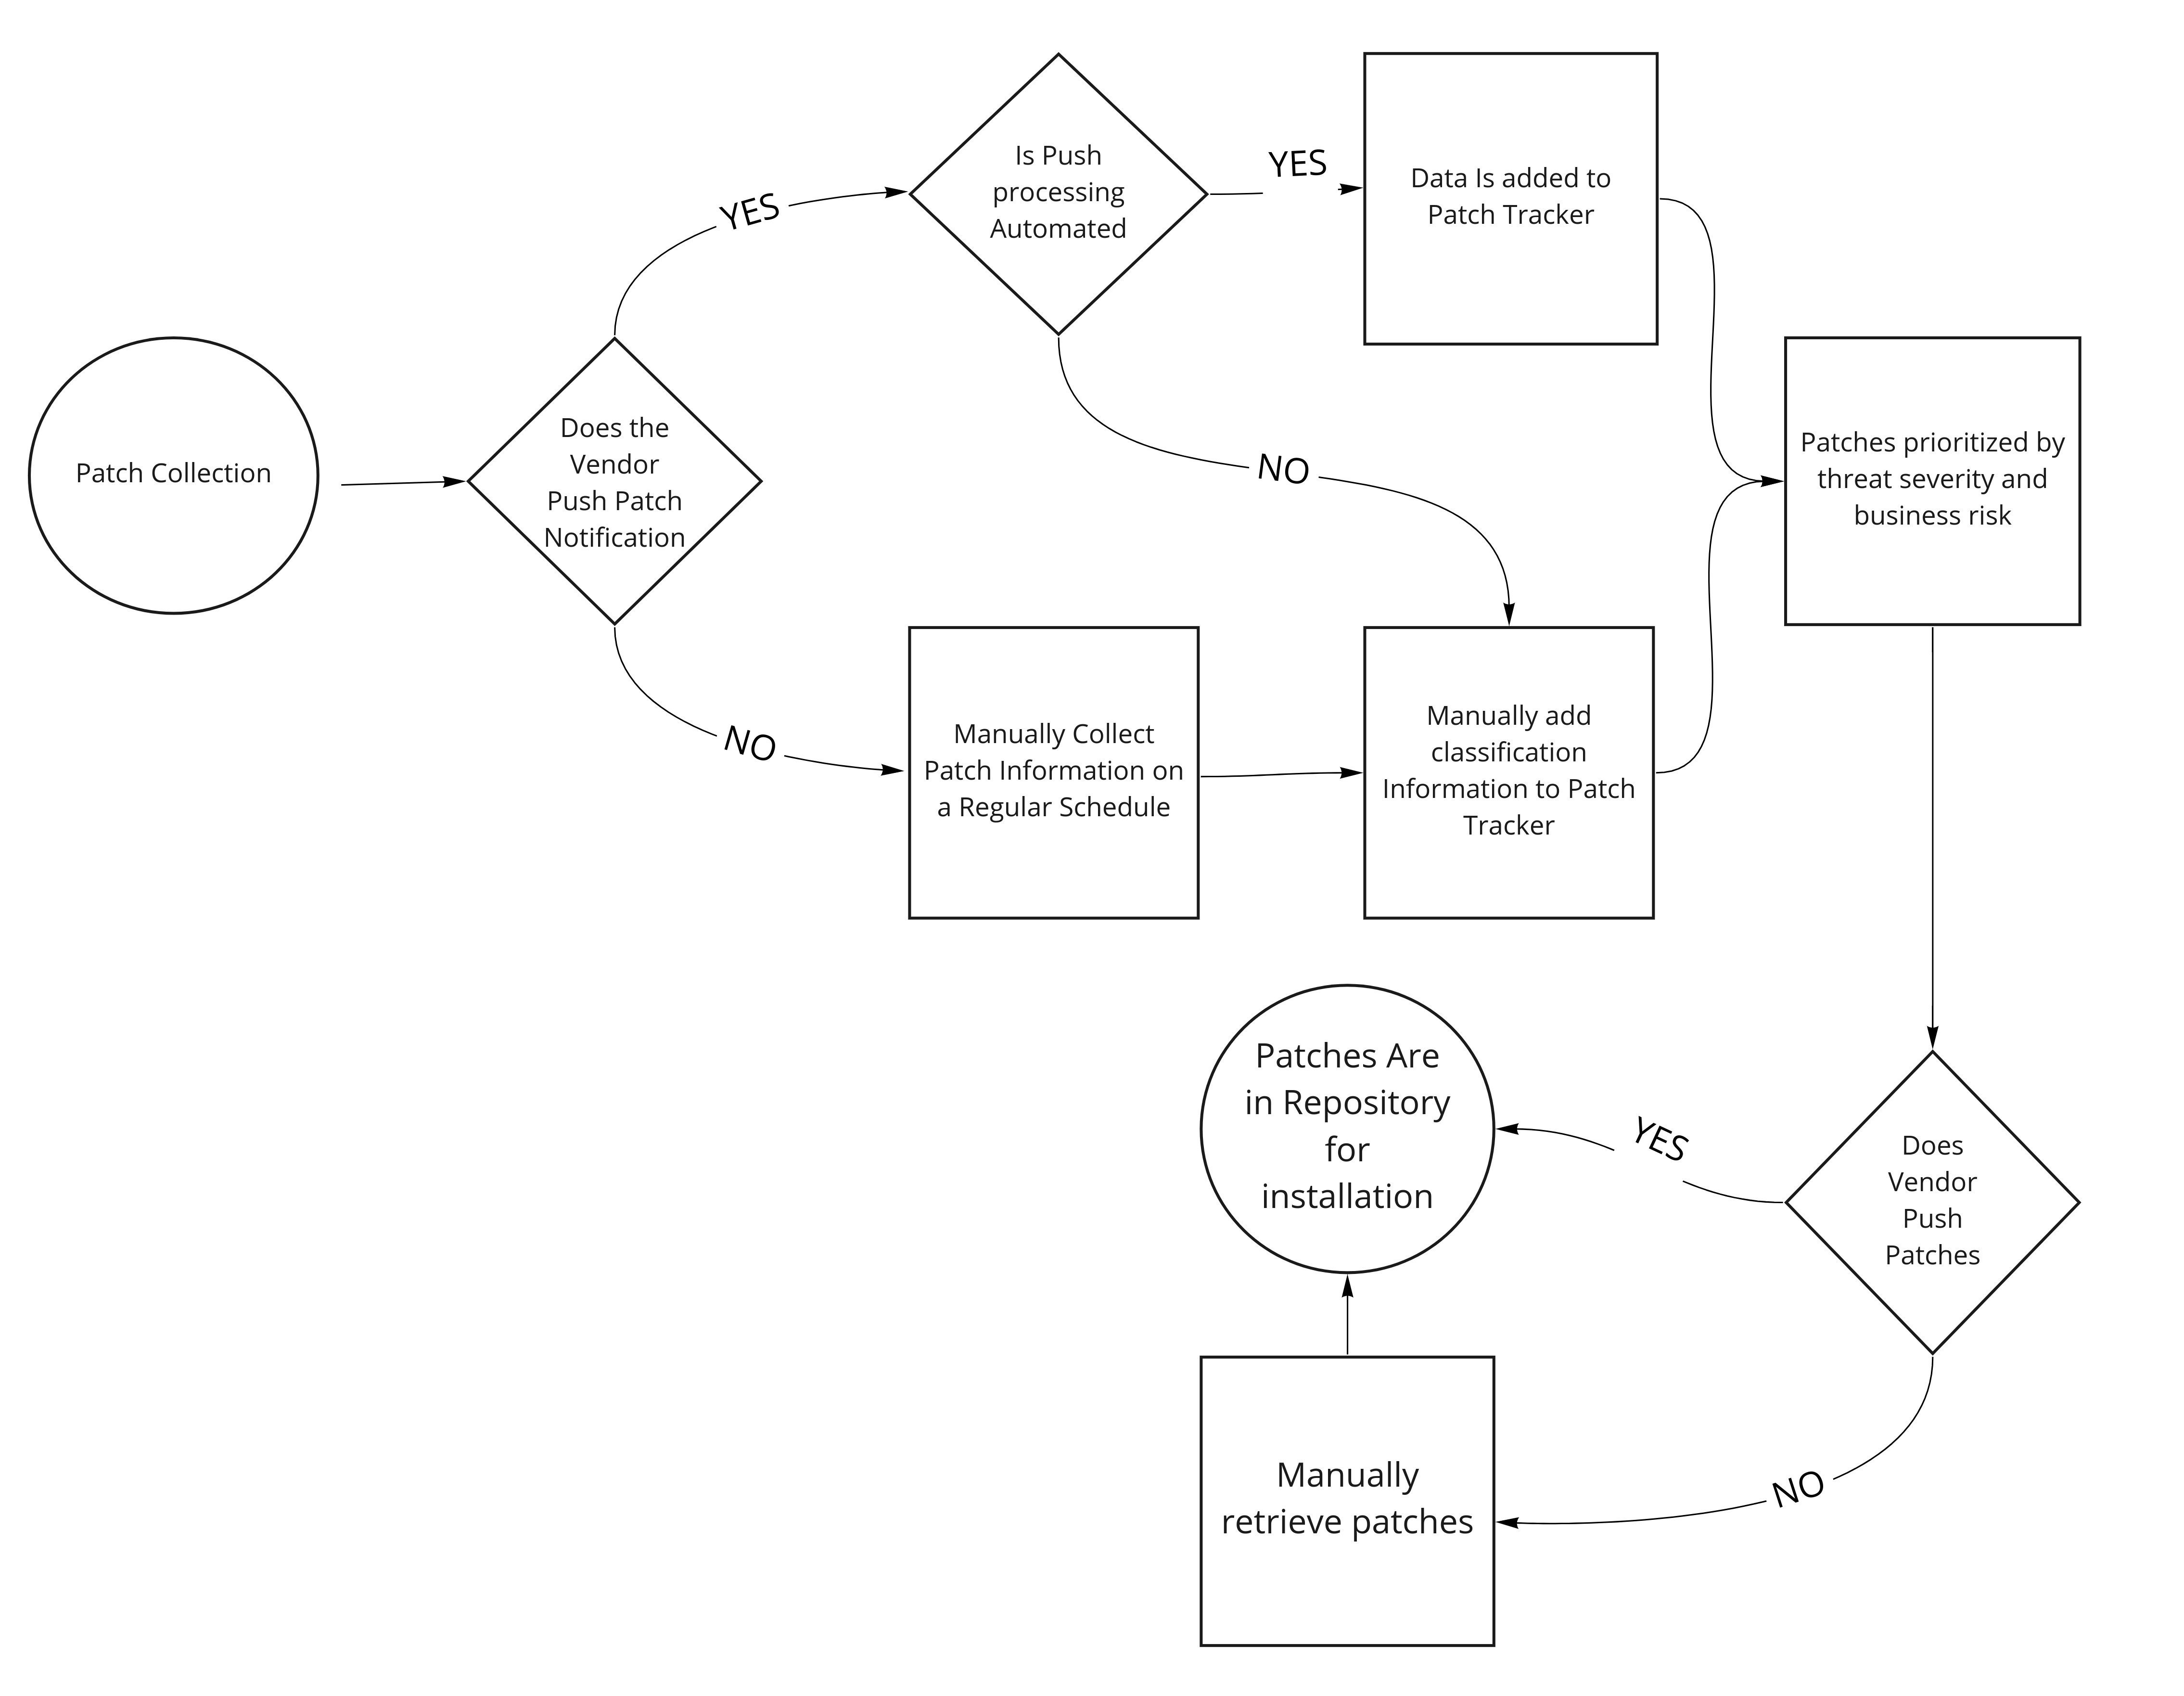 Patch Collection
Does the
Vendor
Push Patch
Notification
YES
NO
Is Push
processing
Automated
YES
NO
Data Is added to
Patch Tracker
Manually Collect
Patch Information on
a Regular Schedule
Manually add
classification
Information to Patch
Tracker
Patches prioritized by
threat severity and
business risk
Does
Vendor
Push
Patches
YES
NO
Patches Are
in Repository
for
installation
Manually
retrieve patches